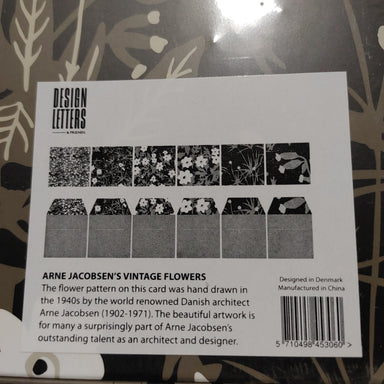 DESIGN
LETTERS
& FRIENDS
ARNE JACOBSEN'S VINTAGE FLOWERS
The flower pattern on this card was hand drawn in
the 1940s by the world renowned Danish architect
Arne Jacobsen (1902-1971). The beautiful artwork is
for many a surprisingly part of Arne Jacobsen's
outstanding talent as an architect and designer.
Designed in Denmark
Manufactured in China
5 710498 453060 >